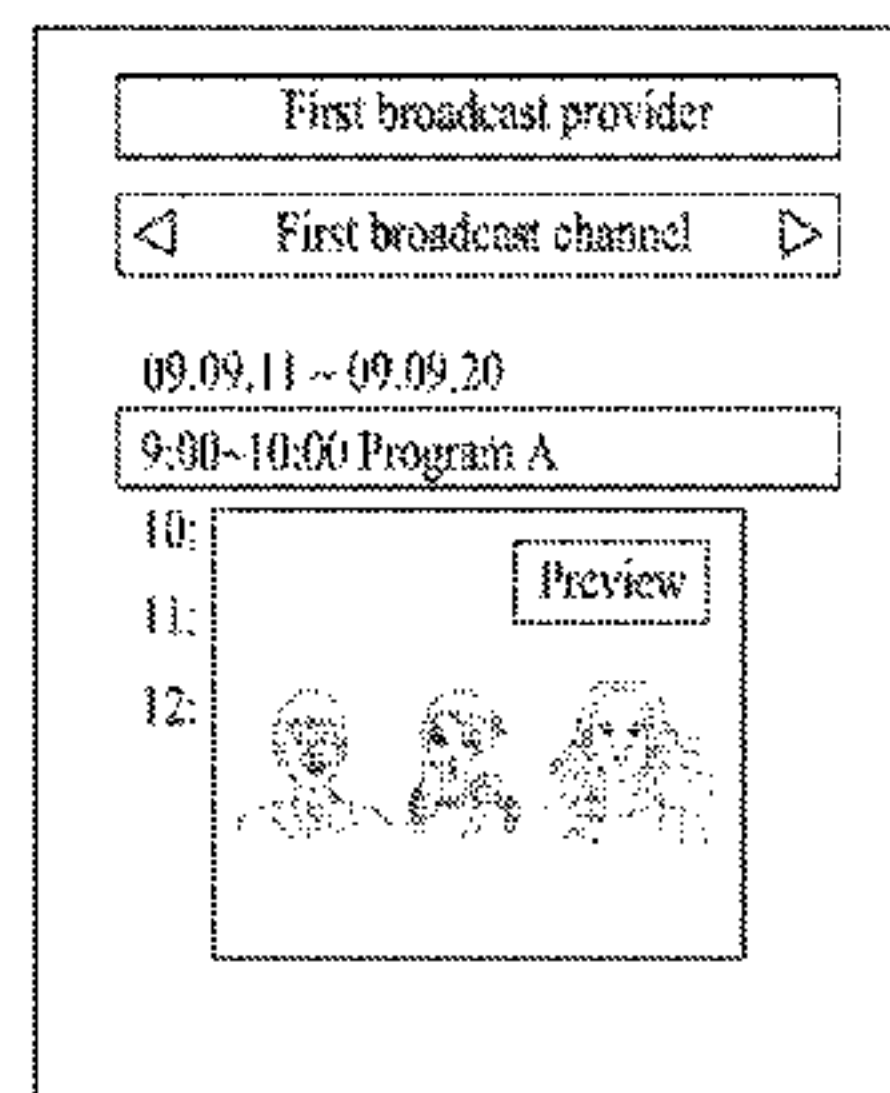 First broadcast provider
First broadcast channel
09.09.11 ~ 09.09.20
9:00~10:00 Program A
10:
Preview
11:
12: